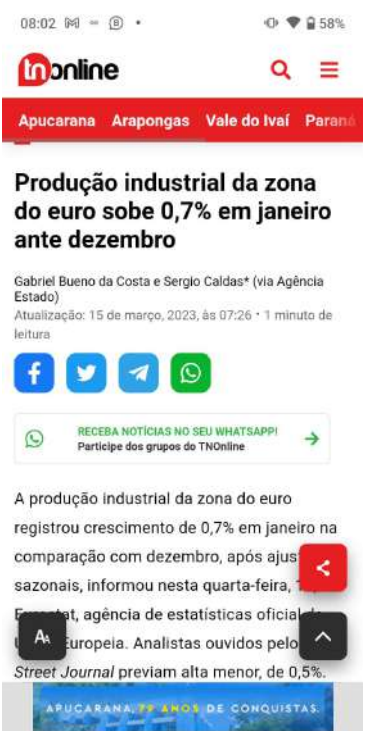 08:02
58%
tnonline
Apucarana Arapongas Vale do Ivaí Paraná
Produção industrial da zona
do euro sobe 0,7% em janeiro
ante dezembro
Gabriel Bueno da Costa e Sergio Caldas* (via Agência
Estado)
Atualização: 15 de março, 2023, às 07:26 • 1 minuto de
leitura
RECEBA NOTÍCIAS NO SEU WHATSAPP!
Participe dos grupos do TNOnline
A produção industrial da zona do euro
registrou crescimento de 0,7% em janeiro na
comparação com dezembro, após
sazonais, informou nesta quarta-feira,
agência de estatísticas oficial
Analistas ouvidos
Street Journal previam alta menor, de 0,5%.
AA
APUCARANA, 79 ANOS DE CONQUISTAS.